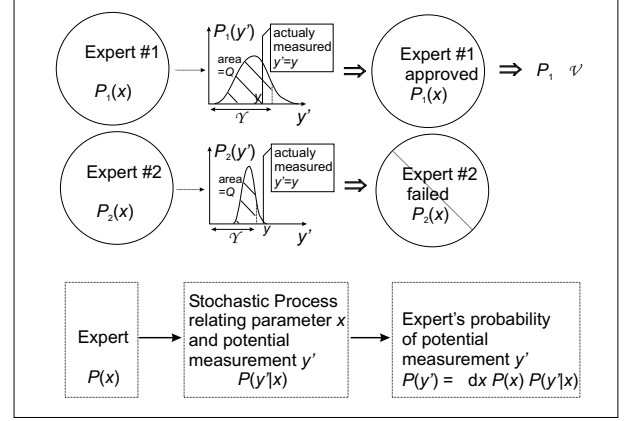 Expert #1
P₁(x)
P₁(y')
area
=Q
actualy
measured
y'=y
y
Y
y'
⇒
Expert #1
approved
P₁(x)
⇒ P₁ 𝒱
Expert #2
P₂(x)
P₂(y')
area
=Q
actualy
measured
y'=y
y
Y
y'
⇒
Expert #2
failed
P₂(x)
Expert
P(x)
Stochastic Process
relating parameter x
and potential
measurement y'
P(y'|x)
Expert's probability
of potential
measurement y'
P(y') = dx P(x) P(y'|x)